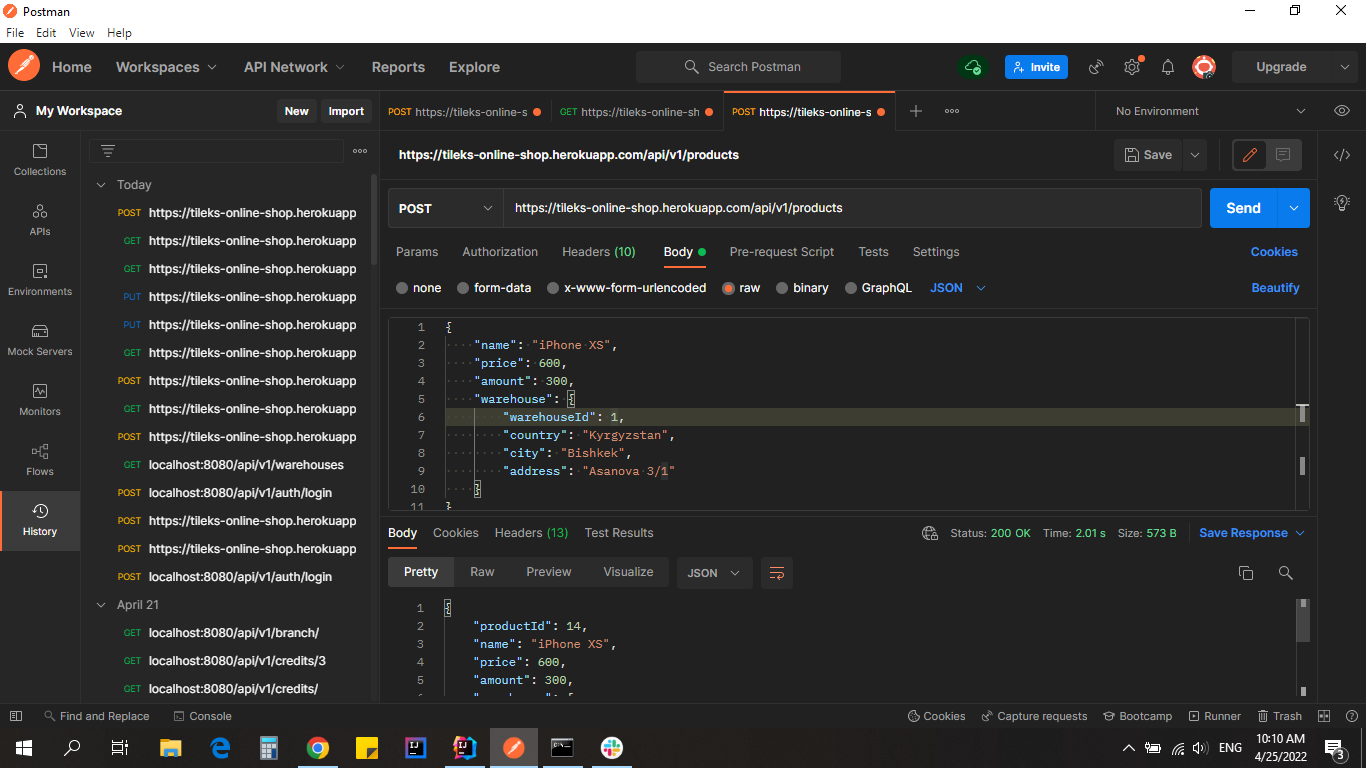 Postman
File Edit View Help
Home Workspaces API Network Reports Explore Search Postman Invite Upgrade
My Workspace New Import
POST https://tileks-online-s GET https://tileks-online-sh POST https://tileks-online-s No Environment
https://tileks-online-shop.herokuapp.com/api/v1/products Save
Collections
APIs
Environments
Mock Servers
Monitors
Flows
History
Today
POST https://tileks-online-shop.herokuapp
GET https://tileks-online-shop.herokuapp
GET https://tileks-online-shop.herokuapp
PUT https://tileks-online-shop.herokuapp
PUT https://tileks-online-shop.herokuapp
GET https://tileks-online-shop.herokuapp
POST https://tileks-online-shop.herokuapp
GET https://tileks-online-shop.herokuapp
POST https://tileks-online-shop.herokuapp
GET localhost:8080/api/v1/warehouses
POST localhost:8080/api/v1/auth/login
POST https://tileks-online-shop.herokuapp
POST https://tileks-online-shop.herokuapp
POST localhost:8080/api/v1/auth/login
April 21
GET localhost:8080/api/v1/branch/
GET localhost:8080/api/v1/credits/3
GET localhost:8080/api/v1/credits/
POST https://tileks-online-shop.herokuapp.com/api/v1/products Send
Params Authorization Headers (10) Body Pre-request Script Tests Settings Cookies
none form-data x-www-form-urlencoded raw binary GraphQL JSON Beautify
1 {
2 "name": "iPhone XS",
3 "price": 600,
4 "amount": 300,
5 "warehouse": {
6 "warehouseId": 1,
7 "country": "Kyrgyzstan",
8 "city": "Bishkek",
9 "address": "Asanova 3/1"
10 }
11 }
Body Cookies Headers (13) Test Results Status: 200 OK Time: 2.01 s Size: 573 B Save Response
Pretty Raw Preview Visualize JSON
1 {
2 "productId": 14,
3 "name": "iPhone XS",
4 "price": 600,
5 "amount": 300,
Find and Replace Console Cookies Capture requests Bootcamp Runner Trash
ENG 10:10 AM
4/25/2022
3